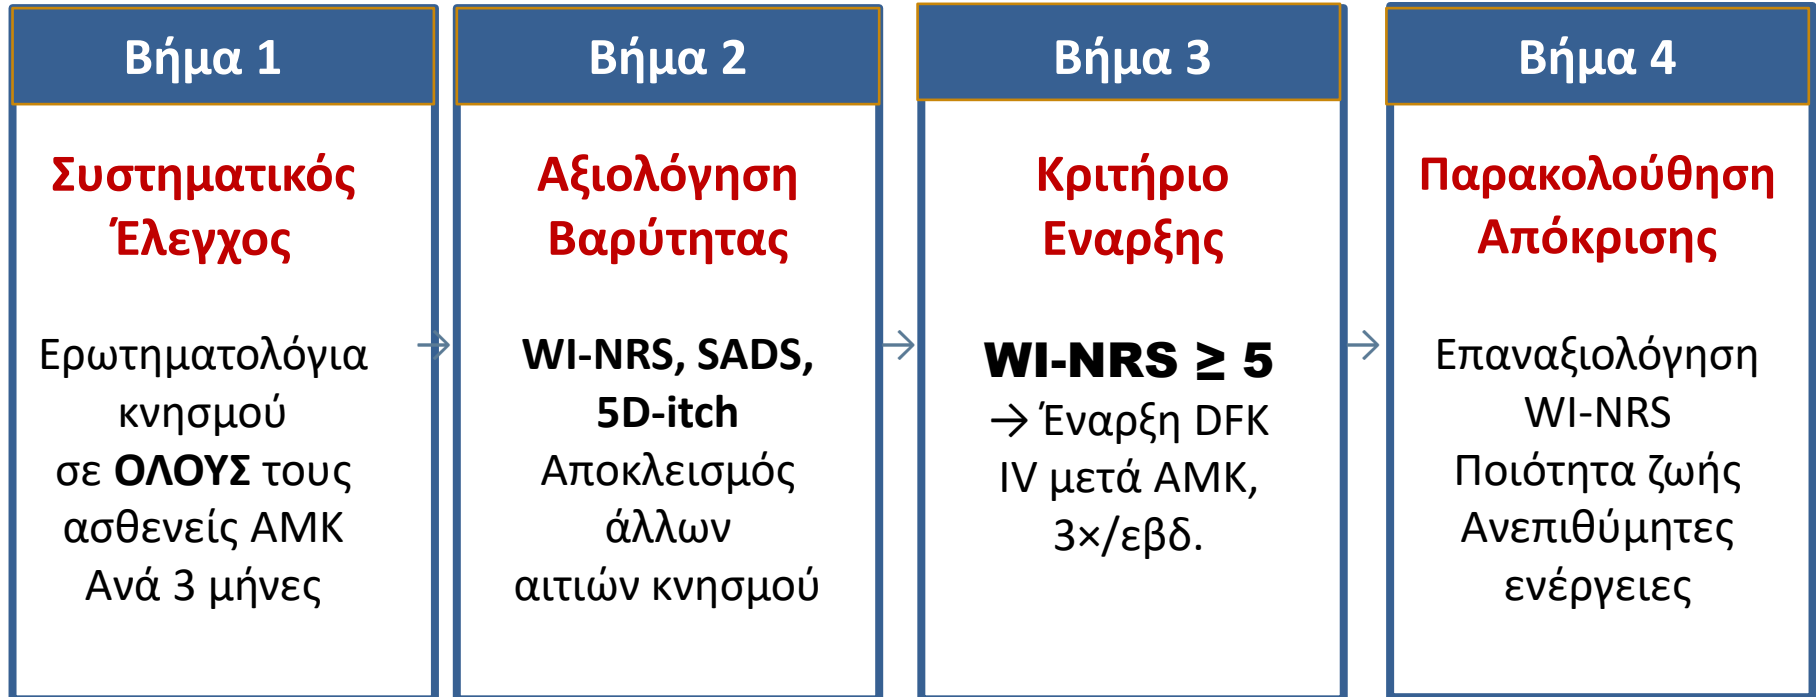 Βήμα 1
Συστηματικός
Έλεγχος
Ερωτηματολόγια
κνησμού
σε ΟΛΟΥΣ τους
ασθενείς ΑΜΚ
Ανά 3 μήνες
→
Βήμα 2
Αξιολόγηση
Βαρύτητας
WI-NRS, SADS,
5D-itch
Αποκλεισμός
άλλων
αιτιών κνησμού
→
Βήμα 3
Κριτήριο
Εναρξης
WI-NRS ≥ 5
→ Έναρξη DFK
IV μετά ΑΜΚ,
3×/εβδ.
→
Βήμα 4
Παρακολούθηση
Απόκρισης
Επαναξιολόγηση
WI-NRS
Ποιότητα ζωής
Ανεπιθύμητες
ενέργειες